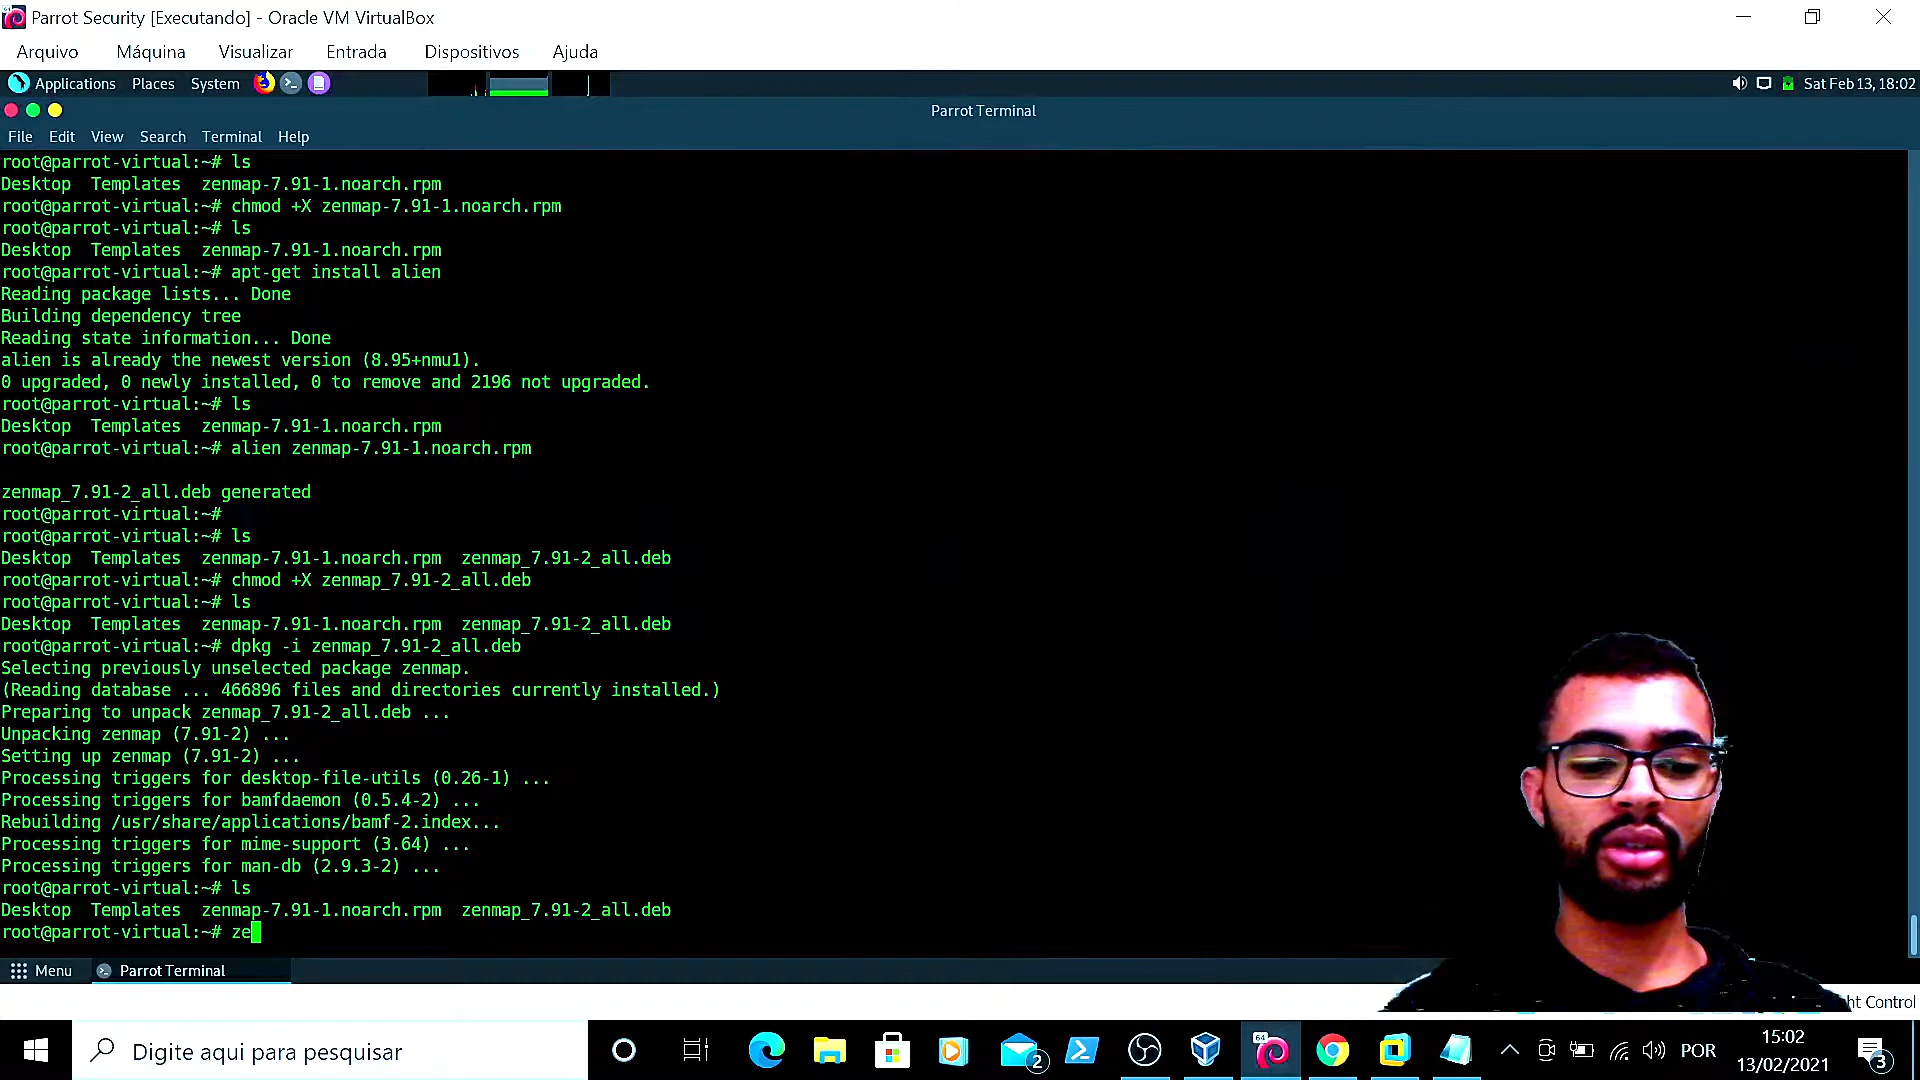 Parrot Security [Executando] - Oracle VM VirtualBox
Arquivo Máquina Visualizar Entrada Dispositivos Ajuda
Applications Places System Sat Feb 13, 18:02
Parrot Terminal
File Edit View Search Terminal Help
root@parrot-virtual:~# ls
Desktop Templates zenmap-7.91-1.noarch.rpm
root@parrot-virtual:~# chmod +X zenmap-7.91-1.noarch.rpm
root@parrot-virtual:~# ls
Desktop Templates zenmap-7.91-1.noarch.rpm
root@parrot-virtual:~# apt-get install alien
Reading package lists... Done
Building dependency tree
Reading state information... Done
alien is already the newest version (8.95+nmu1).
0 upgraded, 0 newly installed, 0 to remove and 2196 not upgraded.
root@parrot-virtual:~# ls
Desktop Templates zenmap-7.91-1.noarch.rpm
root@parrot-virtual:~# alien zenmap-7.91-1.noarch.rpm
zenmap_7.91-2_all.deb generated
root@parrot-virtual:~#
root@parrot-virtual:~# ls
Desktop Templates zenmap-7.91-1.noarch.rpm zenmap_7.91-2_all.deb
root@parrot-virtual:~# chmod +X zenmap_7.91-2_all.deb
root@parrot-virtual:~# ls
Desktop Templates zenmap-7.91-1.noarch.rpm zenmap_7.91-2_all.deb
root@parrot-virtual:~# dpkg -i zenmap_7.91-2_all.deb
Selecting previously unselected package zenmap.
(Reading database ... 466896 files and directories currently installed.)
Preparing to unpack zenmap_7.91-2_all.deb ...
Unpacking zenmap (7.91-2) ...
Setting up zenmap (7.91-2) ...
Processing triggers for desktop-file-utils (0.26-1) ...
Processing triggers for bamfdaemon (0.5.4-2) ...
Rebuilding /usr/share/applications/bamf-2.index...
Processing triggers for mime-support (3.64) ...
Processing triggers for man-db (2.9.3-2) ...
root@parrot-virtual:~# ls
Desktop Templates zenmap-7.91-1.noarch.rpm zenmap_7.91-2_all.deb
root@parrot-virtual:~# ze
Menu Parrot Terminal
ht Control
Digite aqui para pesquisar 2 64 POR 15:02
13/02/2021 3